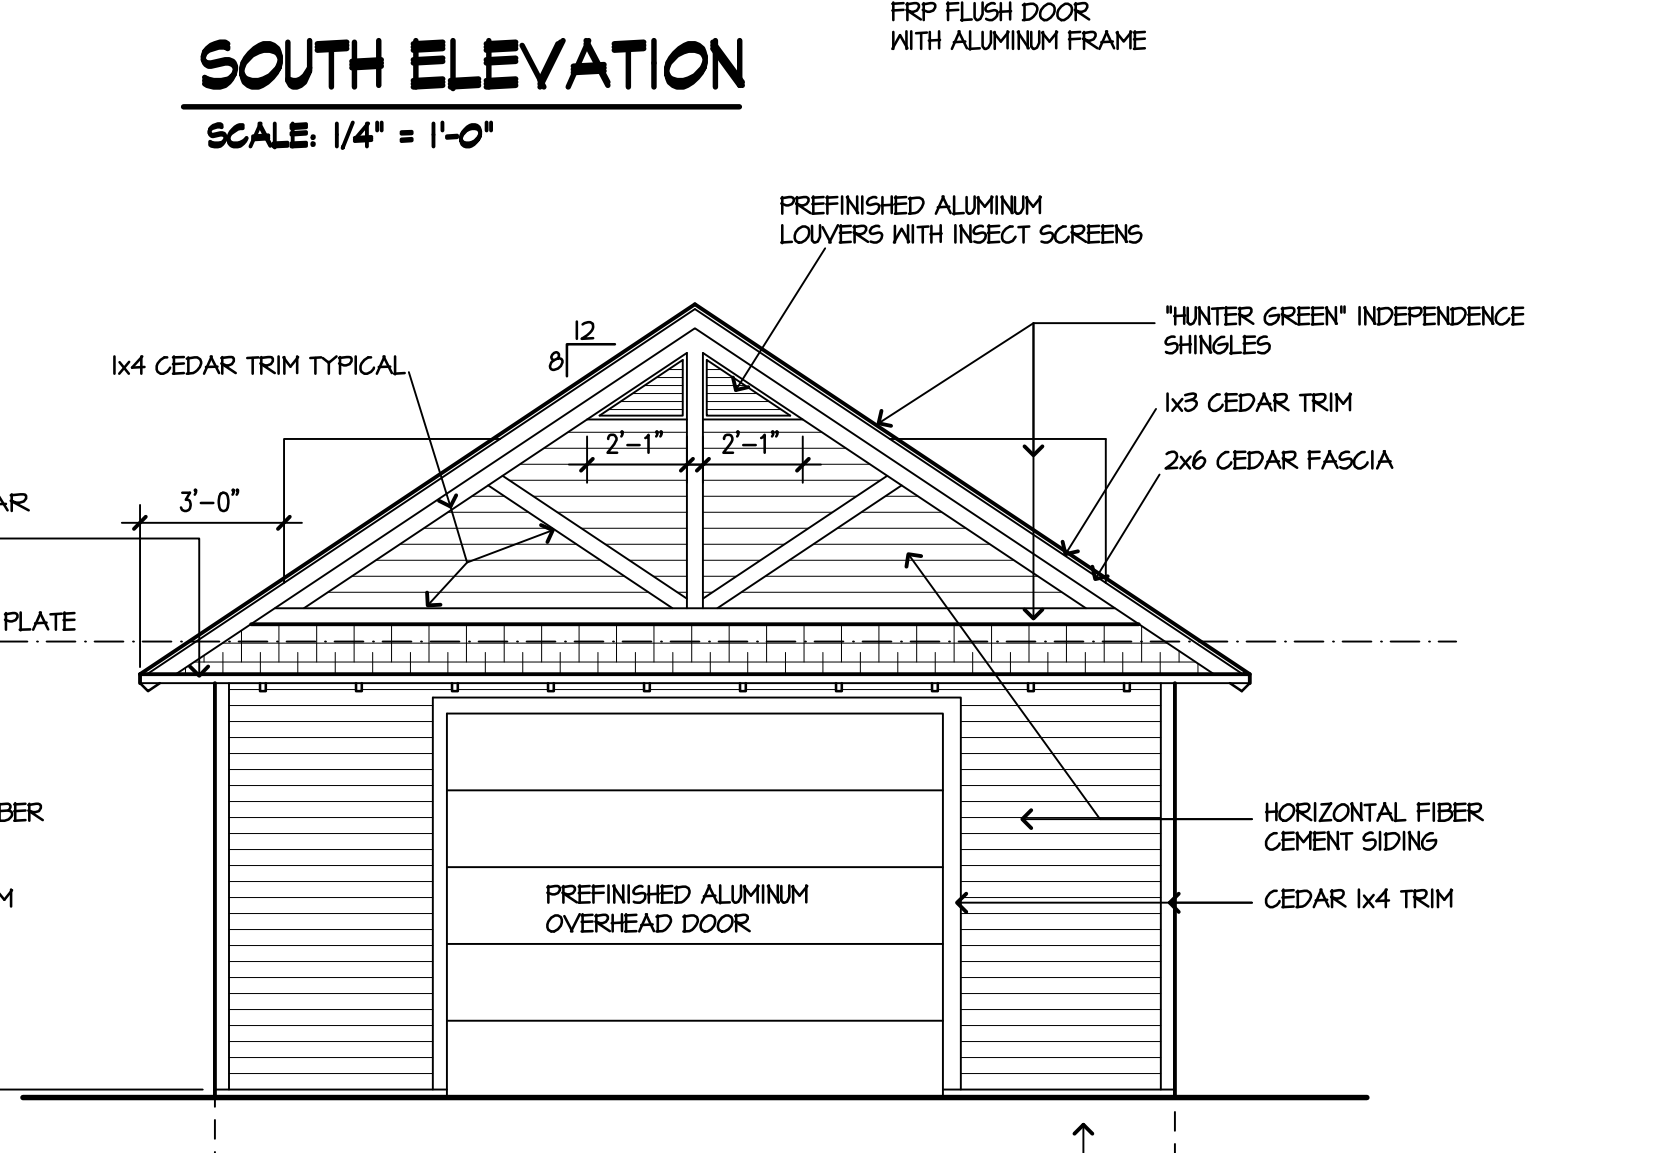 FRP FLUSH DOOR
WITH ALUMINUM FRAME
SOUTH ELEVATION
SCALE: 1/4" = 1'-0"
PREFINISHED ALUMINUM
LOUVERS WITH INSECT SCREENS
"HUNTER GREEN" INDEPENDENCE
SHINGLES
12
8
1x4 CEDAR TRIM TYPICAL
1x3 CEDAR TRIM
2'-1" 2'-1"
2x6 CEDAR FASCIA
3'-0"
PLATE
HORIZONTAL FIBER
CEMENT SIDING
PREFINISHED ALUMINUM
OVERHEAD DOOR
CEDAR 1x4 TRIM